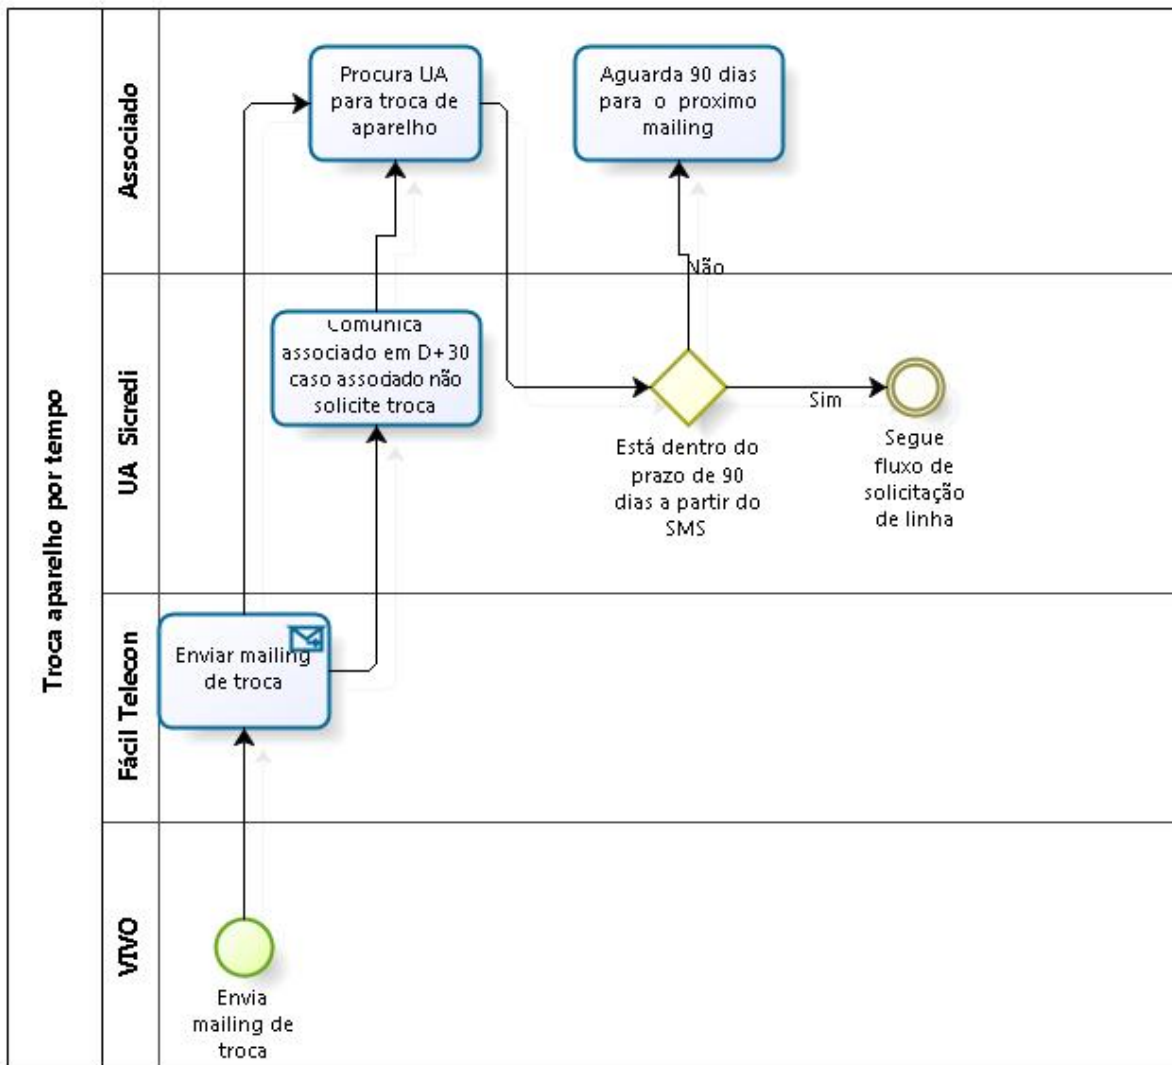 Troca aparelho por tempo
Associado
Procura UA
para troca de
aparelho
Aguarda 90 dias
para o proximo
mailing
Não
UA Sicredi
Comunica
associado em D+30
caso associado não
solicite troca
Sim
Está dentro do
prazo de 90
dias a partir do
SMS
Segue
fluxo de
solicitação
de linha
Fácil Telecon
Enviar mailing
de troca
VIVO
Envia
mailing de
troca